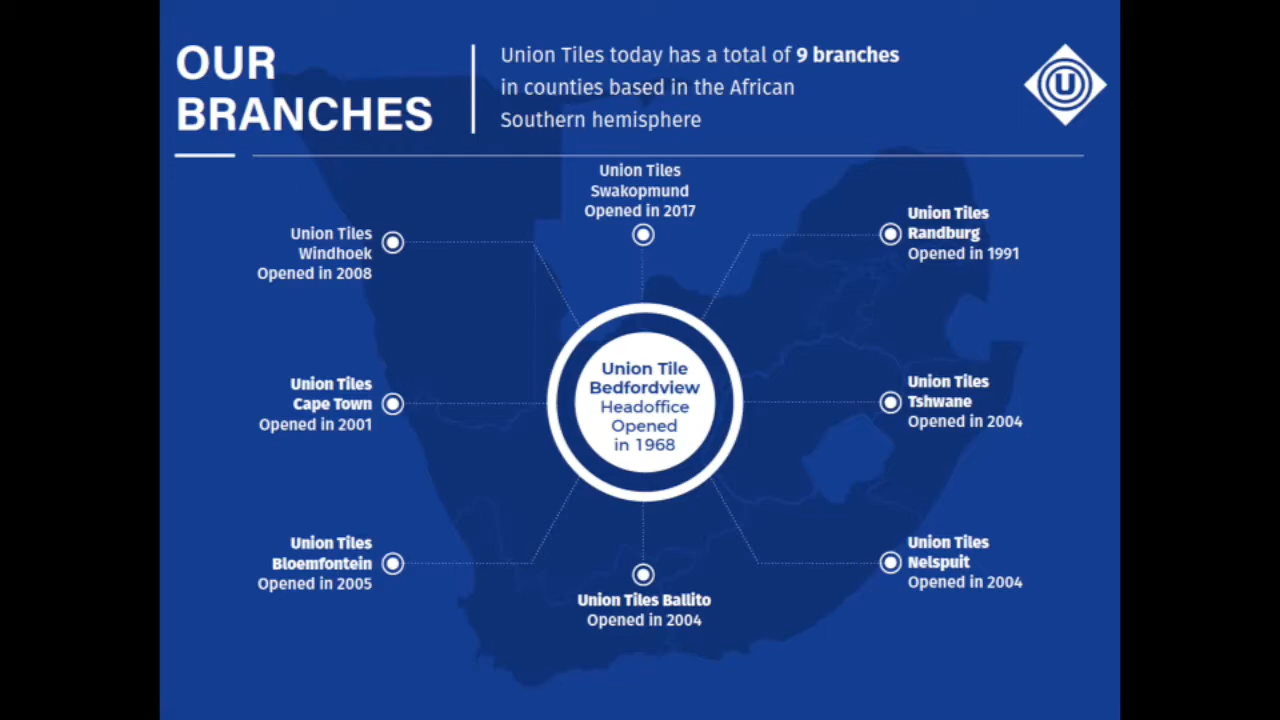 OUR
BRANCHES
Union Tiles today has a total of 9 branches
in counties based in the African
Southern hemisphere
U
Union Tiles
Swakopmund
Opened in 2017
Union Tiles
Windhoek
Opened in 2008
Union Tiles
Randburg
Opened in 1991
Union Tile
Bedfordview
Headoffice
Opened
in 1968
Union Tiles
Cape Town
Opened in 2001
Union Tiles
Tshwane
Opened in 2004
Union Tiles
Bloemfontein
Opened in 2005
Union Tiles Ballito
Opened in 2004
Union Tiles
Nelspuit
Opened in 2004